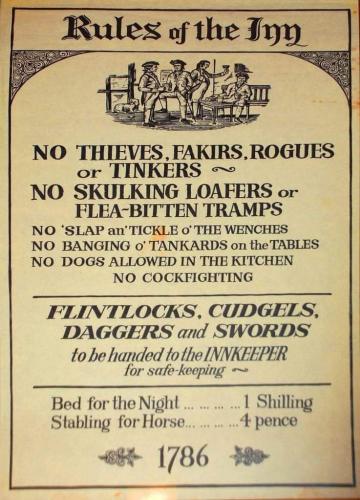 Rules of the Inn
NO THIEVES, FAKIRS, ROGUES
or TINKERS ~
NO SKULKING LOAFERS or
FLEA-BITTEN TRAMPS
NO 'SLAP an' TICKLE o' THE WENCHES
NO BANGING o' TANKARDS on the TABLES
NO DOGS ALLOWED IN THE KITCHEN
NO COCKFIGHTING
FLINTLOCKS, CUDGELS,
DAGGERS and SWORDS
to be handed to the INNKEEPER
for safe-keeping ~
Bed for the Night ... ... ... ... 1 Shilling
Stabling for Horse... ... ... .. 4 pence
1786